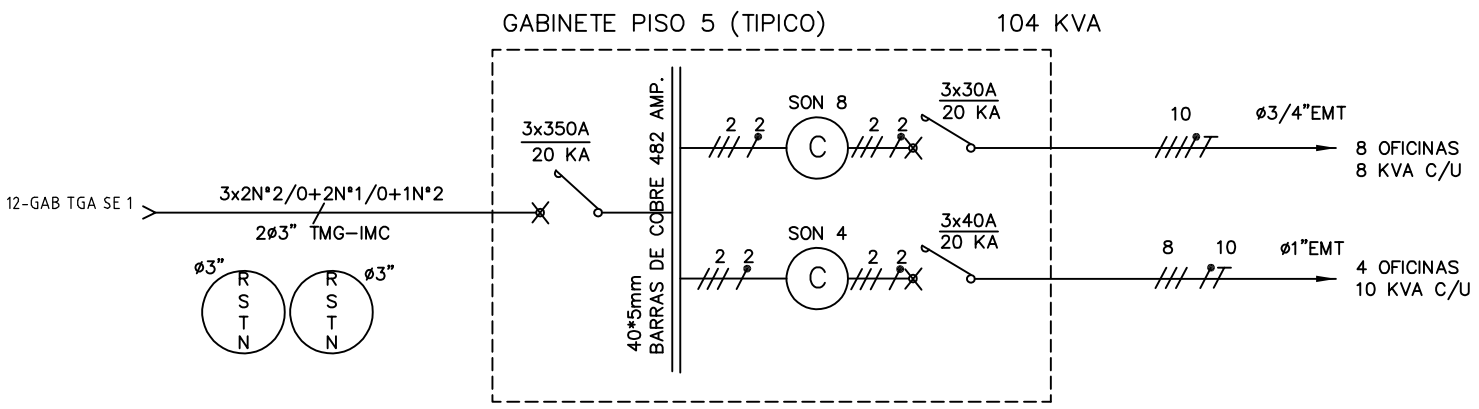 GABINETE PISO 5 (TIPICO)
104 KVA
12-GAB TGA SE 1
3x2N°2/0+2N°1/0+1N°2
2ø3" TMG-IMC
ø3"
R
S
T
N
R
S
T
N
ø3"
3x350A
20 KA
40*5mm
BARRAS DE COBRE 482 AMP.
2 2
SON 8
C
2 2
3x30A
20 KA
10
ø3/4"EMT
8 OFICINAS
8 KVA C/U
2 2
SON 4
C
2 2
3x40A
20 KA
8 10
ø1"EMT
4 OFICINAS
10 KVA C/U